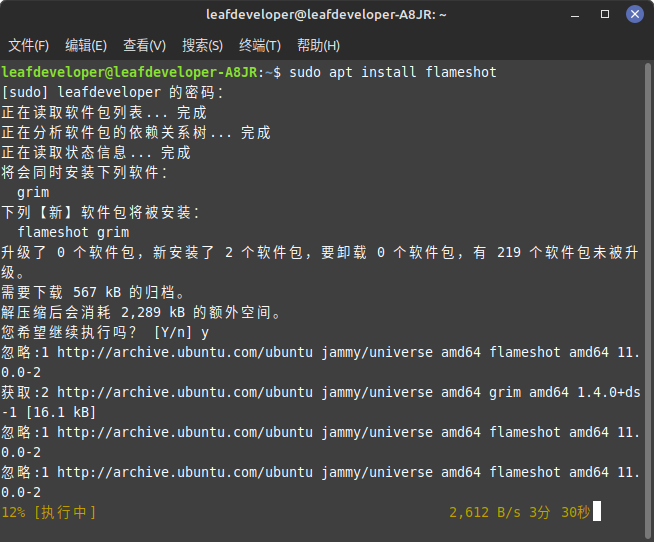 leafdeveloper@leafdeveloper-A8JR: ~
文件(F) 编辑(E) 查看(V) 搜索(S) 终端(T) 帮助(H)
leafdeveloper@leafdeveloper-A8JR:~$ sudo apt install flameshot
[sudo] leafdeveloper 的密码：
正在读取软件包列表... 完成
正在分析软件包的依赖关系树... 完成
正在读取状态信息... 完成
将会同时安装下列软件：
  grim
下列【新】软件包将被安装：
  flameshot grim
升级了 0 个软件包，新安装了 2 个软件包，要卸载 0 个软件包，有 219 个软件包未被升
级。
需要下载 567 kB 的归档。
解压缩后会消耗 2,289 kB 的额外空间。
您希望继续执行吗？ [Y/n] y
忽略:1 http://archive.ubuntu.com/ubuntu jammy/universe amd64 flameshot amd64 11.
0.0-2
获取:2 http://archive.ubuntu.com/ubuntu jammy/universe amd64 grim amd64 1.4.0+ds
-1 [16.1 kB]
忽略:1 http://archive.ubuntu.com/ubuntu jammy/universe amd64 flameshot amd64 11.
0.0-2
忽略:1 http://archive.ubuntu.com/ubuntu jammy/universe amd64 flameshot amd64 11.
0.0-2
12% [执行中] 2,612 B/s 3分 30秒